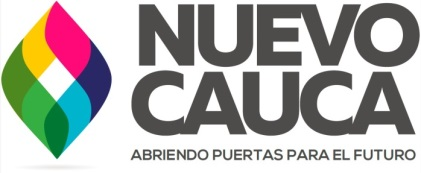 NUEVO
CAUCA
ABRIENDO PUERTAS PARA EL FUTURO